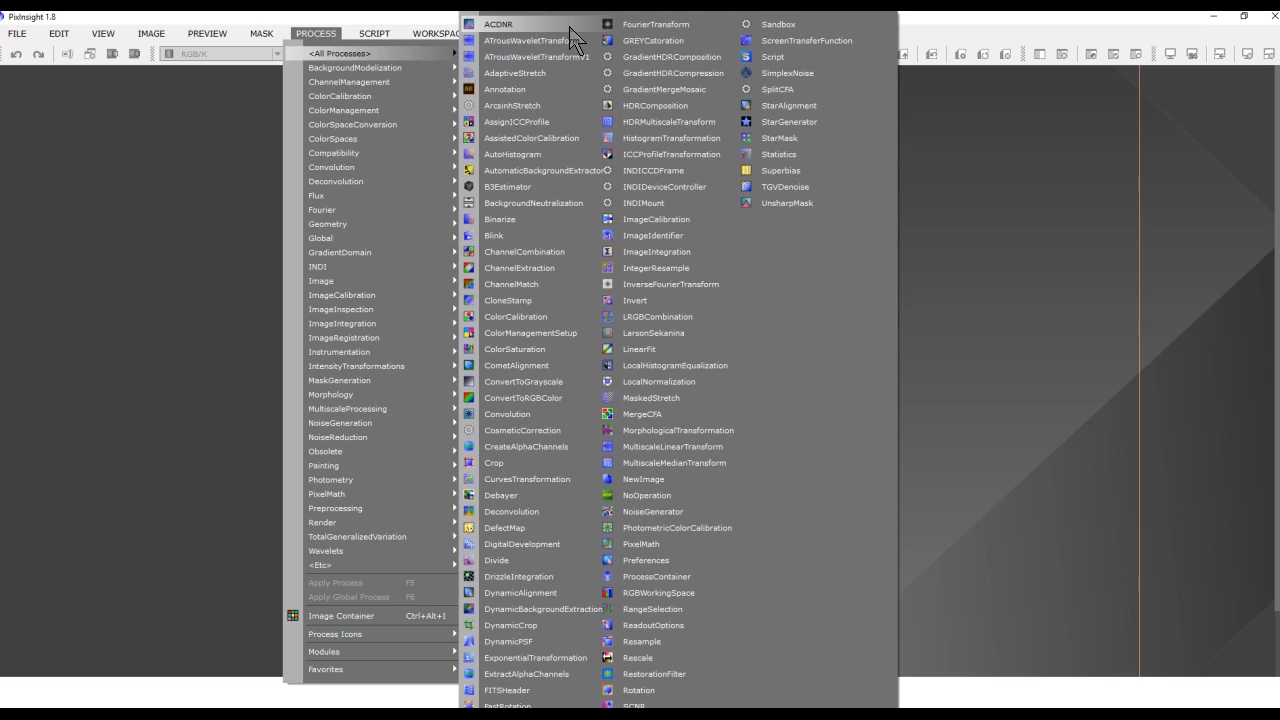 PixInsight 1.8
FILE EDIT VIEW IMAGE PREVIEW MASK PROCESS SCRIPT WORKSPAC
RGB/K
<All Processes>
BackgroundModelization
ChannelManagement
ColorCalibration
ColorManagement
ColorSpaceConversion
ColorSpaces
Compatibility
Convolution
Deconvolution
Flux
Fourier
Geometry
Global
GradientDomain
INDI
Image
ImageCalibration
ImageInspection
ImageIntegration
ImageRegistration
Instrumentation
IntensityTransformations
MaskGeneration
Morphology
MultiscaleProcessing
NoiseGeneration
NoiseReduction
Obsolete
Painting
Photometry
PixelMath
Preprocessing
Render
TotalGeneralizedVariation
Wavelets
<Etc>
Apply Process F5
Apply Global Process F6
Image Container Ctrl+Alt+I
Process Icons
Modules
Favorites
ACDNR
ATrousWaveletTransform
ATrousWaveletTransformV1
AdaptiveStretch
Annotation
ArcsinhStretch
AssignICCProfile
AssistedColorCalibration
AutoHistogram
AutomaticBackgroundExtractor
B3Estimator
BackgroundNeutralization
Binarize
Blink
ChannelCombination
ChannelExtraction
ChannelMatch
CloneStamp
ColorCalibration
ColorManagementSetup
ColorSaturation
CometAlignment
ConvertToGrayscale
ConvertToRGBColor
Convolution
CosmeticCorrection
CreateAlphaChannels
Crop
CurvesTransformation
Debayer
Deconvolution
DefectMap
DigitalDevelopment
Divide
DrizzleIntegration
DynamicAlignment
DynamicBackgroundExtraction
DynamicCrop
DynamicPSF
ExponentialTransformation
ExtractAlphaChannels
FITSHeader
FastRotation
FourierTransform
GREYCstoration
GradientHDRComposition
GradientHDRCompression
GradientMergeMosaic
HDRComposition
HDRMultiscaleTransform
HistogramTransformation
ICCProfileTransformation
INDICCDFrame
INDIDeviceController
INDIMount
ImageCalibration
ImageIdentifier
ImageIntegration
IntegerResample
InverseFourierTransform
Invert
LRGBCombination
LarsonSekanina
LinearFit
LocalHistogramEqualization
LocalNormalization
MaskedStretch
MergeCFA
MorphologicalTransformation
MultiscaleLinearTransform
MultiscaleMedianTransform
NewImage
NoOperation
NoiseGenerator
PhotometricColorCalibration
PixelMath
Preferences
ProcessContainer
RGBWorkingSpace
RangeSelection
ReadoutOptions
Resample
Rescale
RestorationFilter
Rotation
SCNR
Sandbox
ScreenTransferFunction
Script
SimplexNoise
SplitCFA
StarAlignment
StarGenerator
StarMask
Statistics
Superbias
TGVDenoise
UnsharpMask